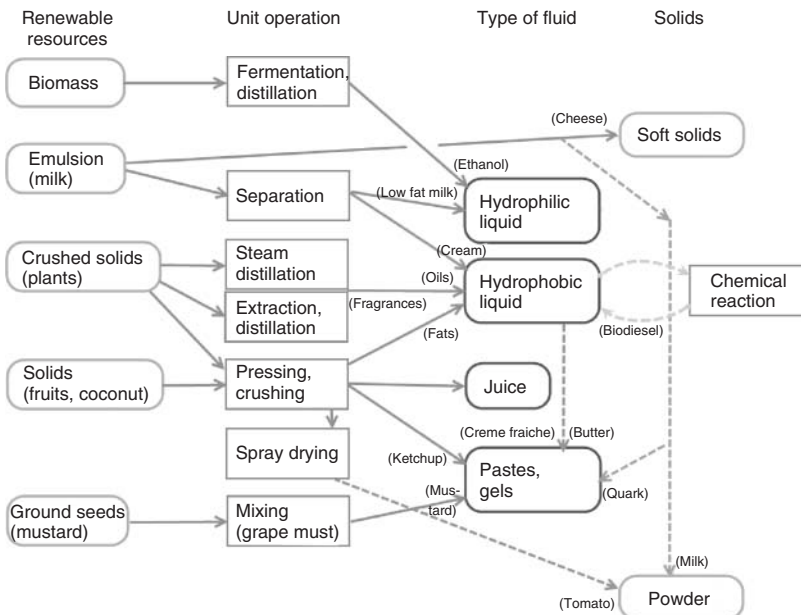 Renewable
resources
Unit operation
Type of fluid
Solids
Biomass
Fermentation,
distillation
(Cheese)
Soft solids
Emulsion
(milk)
(Ethanol)
Separation
(Low fat milk)
Hydrophilic
liquid
(Cream)
Crushed solids
(plants)
Steam
distillation
(Oils)
Hydrophobic
liquid
Chemical
reaction
Extraction,
distillation
(Fragrances)
(Fats)
(Biodiesel)
Solids
(fruits, coconut)
Pressing,
crushing
Juice
(Creme fraiche)
(Butter)
Spray drying
(Ketchup)
Pastes,
gels
(Quark)
Ground seeds
(mustard)
Mixing
(grape must)
(Mus-
tard)
(Milk)
(Tomato)
Powder